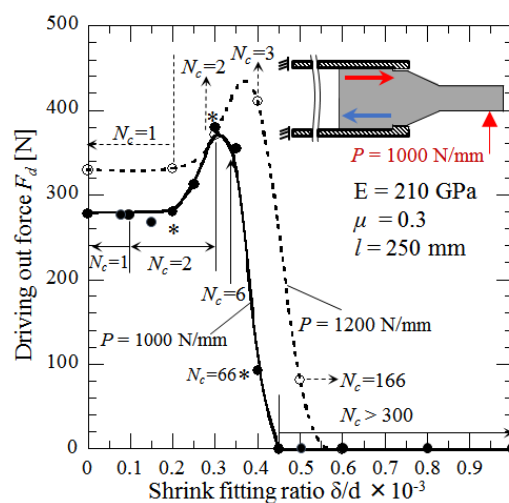 500
400
300
200
100
0
Driving out force F_d [N]
N_c=1
N_c=2
N_c=3
*
*
N_c=1
N_c=2
N_c=6
P = 1000 N/mm
E = 210 GPa
μ = 0.3
l = 250 mm
P = 1000 N/mm
P = 1200 N/mm
N_c=66*
N_c=166
N_c > 300
0 0.1 0.2 0.3 0.4 0.5 0.6 0.7 0.8 0.9 1
Shrink fitting ratio δ/d × 10^-3